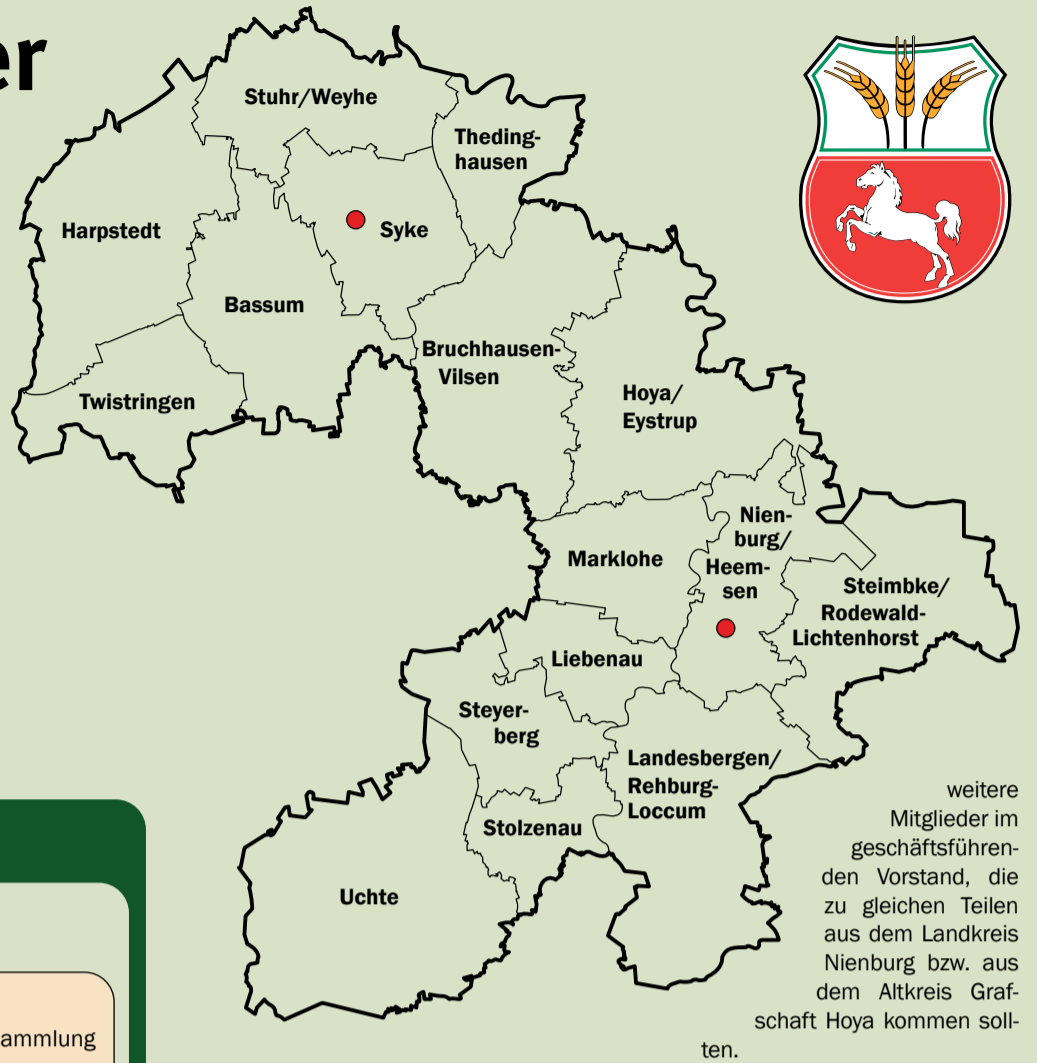 er
Stuhr/Weyhe
Theding-
hausen
Harpstedt
Syke
Bassum
Bruchhausen-
Vilsen
Twistringen
Hoya/
Eystrup
Nien-
burg/
Heem-
sen
Marklohe
Steimbke/
Rodewald-
Lichtenhorst
Liebenau
Steyer-
berg
Landesbergen/
Rehburg-
Loccum
Stolzenau
Uchte
weitere
Mitglieder im
geschäftsführen-
den Vorstand, die
zu gleichen Teilen
aus dem Landkreis
Nienburg bzw. aus
dem Altkreis Graf-
schaft Hoya kommen soll-
ten.
ammlung